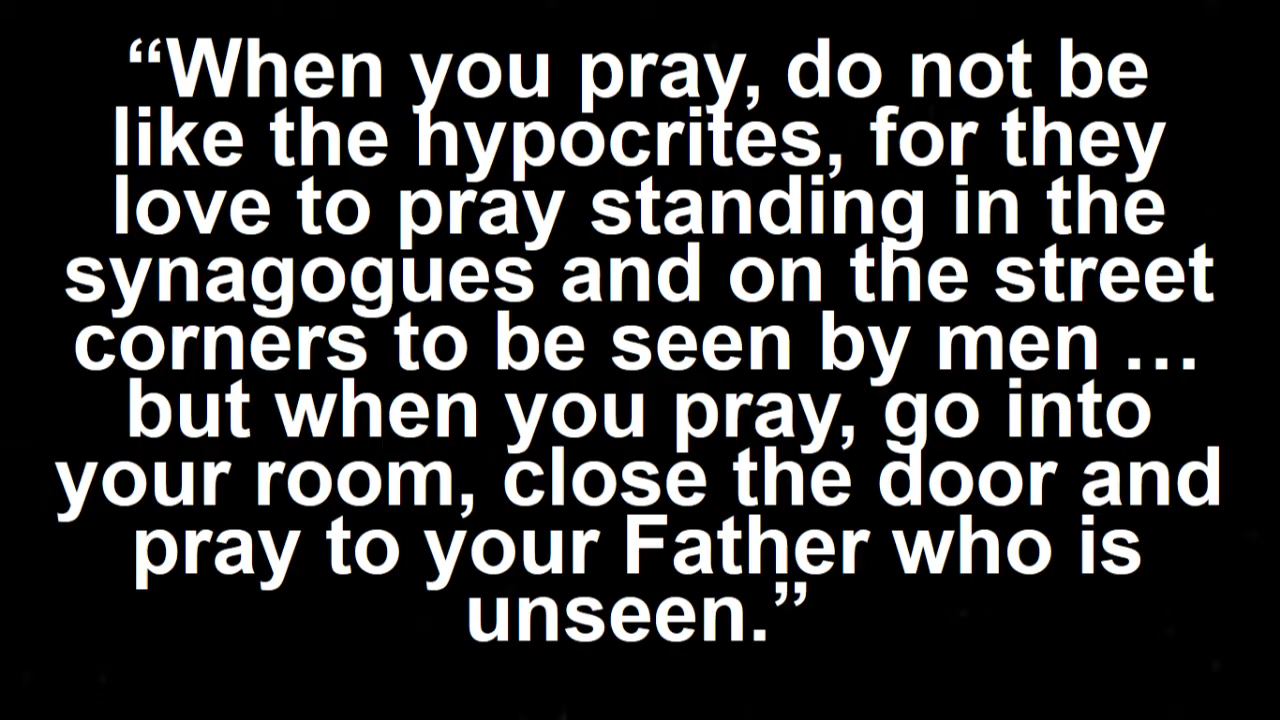 “When you pray, do not be
like the hypocrites, for they
love to pray standing in the
synagogues and on the street
corners to be seen by men …
but when you pray, go into
your room, close the door and
pray to your Father who is
unseen.”